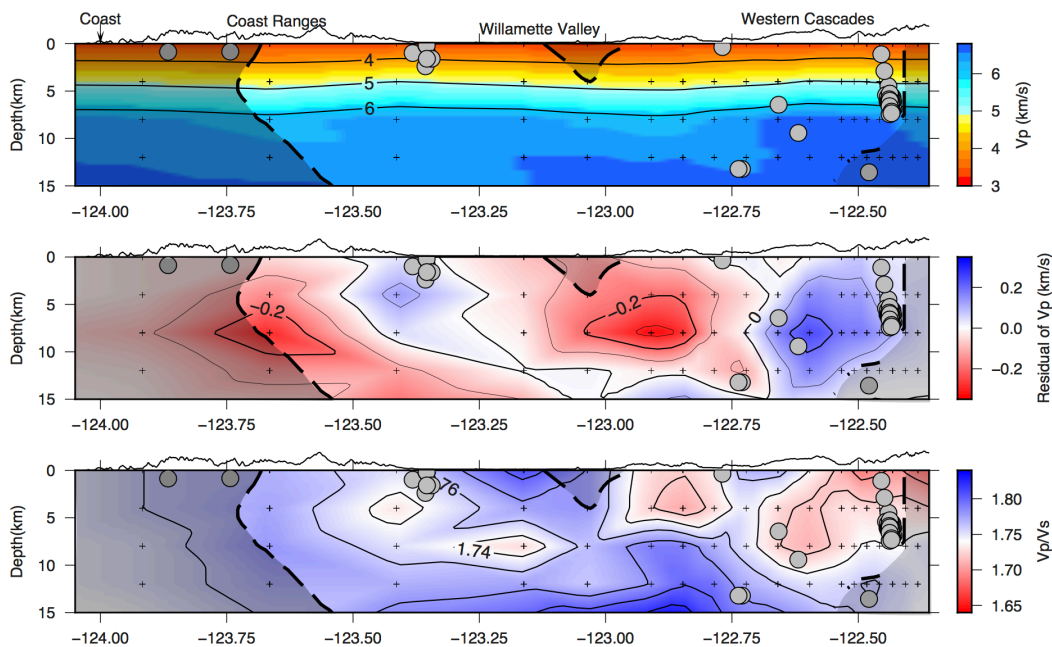 Coast
Coast Ranges
Willamette Valley
Western Cascades
0
5
10
15
Depth(km)
4
5
6
−124.00 −123.75 −123.50 −123.25 −123.00 −122.75 −122.50
6
5
4
3
Vp (km/s)
0
5
10
15
Depth(km)
−0.2
−0.2
0
−124.00 −123.75 −123.50 −123.25 −123.00 −122.75 −122.50
0.2
0.0
−0.2
Residual of Vp (km/s)
0
5
10
15
Depth(km)
76
1.74
−124.00 −123.75 −123.50 −123.25 −123.00 −122.75 −122.50
1.80
1.75
1.70
1.65
Vp/Vs